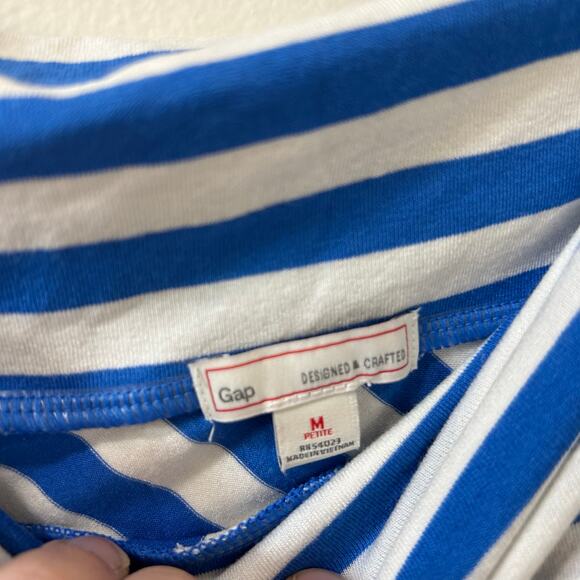 Gap DESIGNED & CRAFTED
M
PETITE
MADE IN VIETNAM